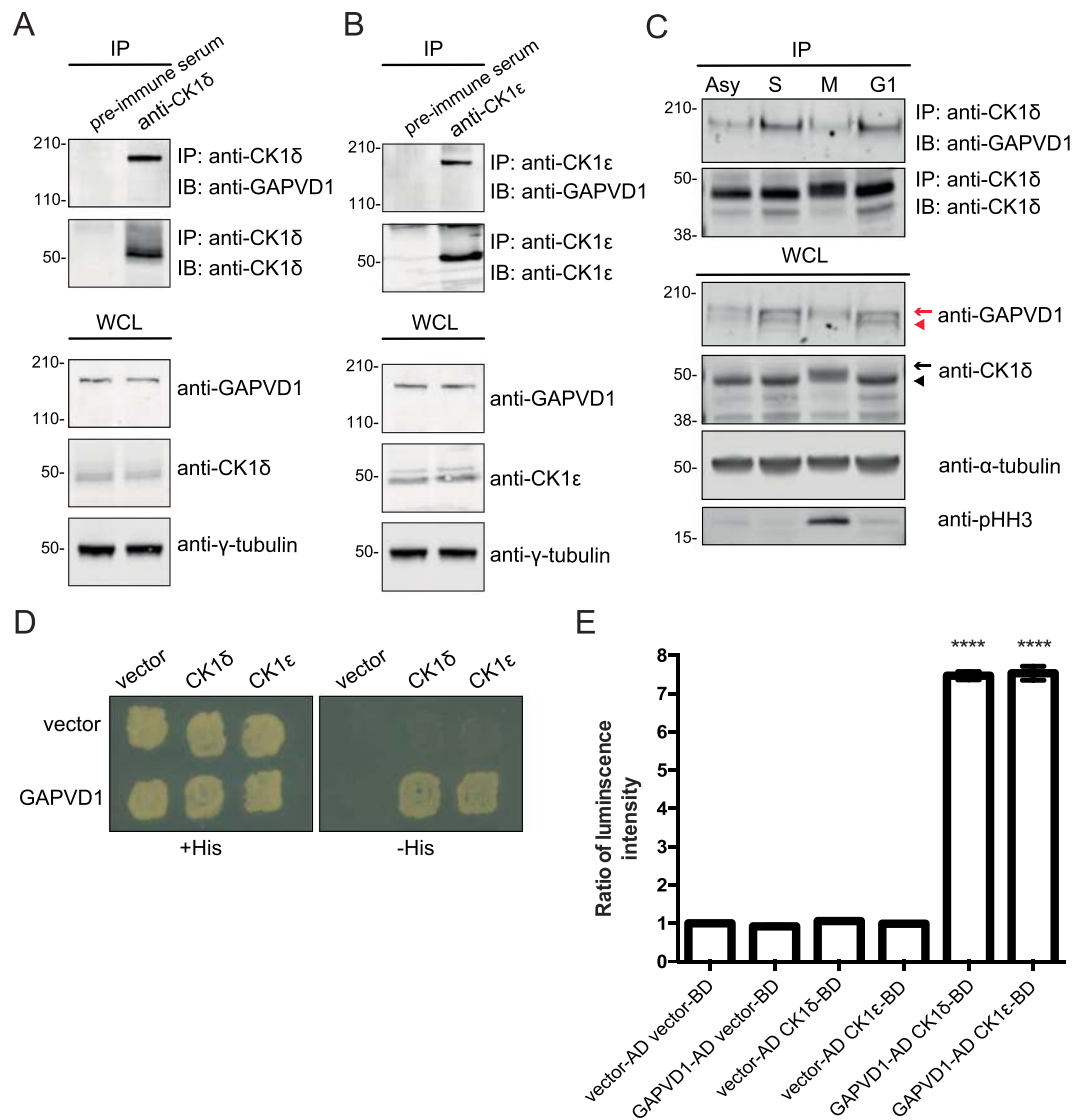 A
IP
pre-immune serum
anti-CK1δ
210-
110-
IP: anti-CK1δ
IB: anti-GAPVD1
50-
IP: anti-CK1δ
IB: anti-CK1δ
WCL
210-
110-
anti-GAPVD1
50-
anti-CK1δ
50-
anti-γ-tubulin
B
IP
pre-immune serum
anti-CK1ε
210-
110-
IP: anti-CK1ε
IB: anti-GAPVD1
50-
IP: anti-CK1ε
IB: anti-CK1ε
WCL
210-
110-
anti-GAPVD1
50-
anti-CK1ε
50-
anti-γ-tubulin
C
IP
Asy S M G1
210-
IP: anti-CK1δ
IB: anti-GAPVD1
50-
38-
IP: anti-CK1δ
IB: anti-CK1δ
WCL
210-
anti-GAPVD1
50-
38-
anti-CK1δ
50-
anti-α-tubulin
15-
anti-pHH3
D
vector CK1δ CK1ε vector CK1δ CK1ε
vector
GAPVD1
+His -His
E
**** ****
8
7
6
5
4
3
2
1
0
Ratio of luminscence
intensity
vector-AD vector-BD
GAPVD1-AD vector-BD
vector-AD CK1δ-BD
vector-AD CK1ε-BD
GAPVD1-AD CK1δ-BD
GAPVD1-AD CK1ε-BD